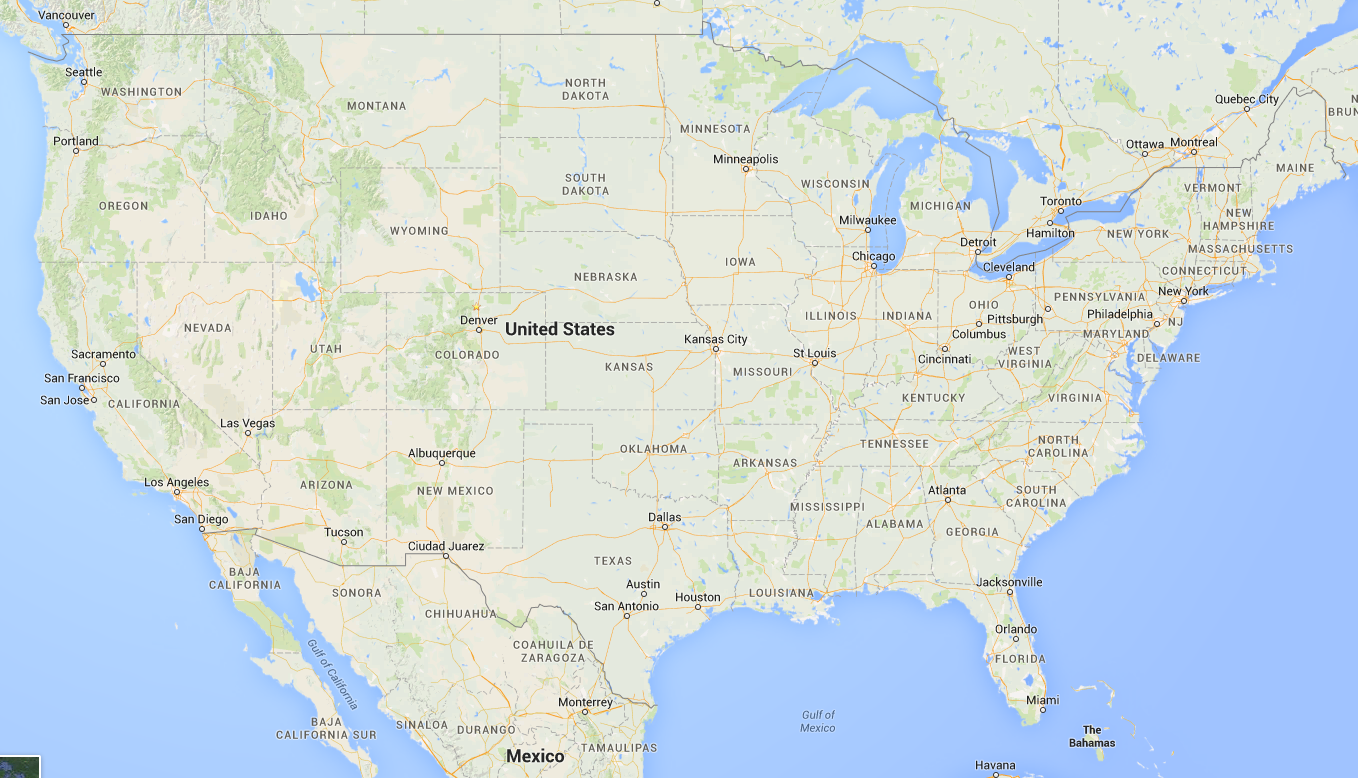 Vancouver
Seattle
WASHINGTON
MONTANA
NORTH
DAKOTA
MINNESOTA
Quebec City
Portland
Minneapolis
Ottawa
Montreal
MAINE
OREGON
IDAHO
SOUTH
DAKOTA
WISCONSIN
MICHIGAN
VERMONT
Toronto
WYOMING
Milwaukee
Hamilton
NEW YORK
NEW
HAMPSHIRE
MASSACHUSETTS
Detroit
Chicago
IOWA
NEBRASKA
Cleveland
CONNECTICUT
New York
PENNSYLVANIA
OHIO
Pittsburgh
Philadelphia
NJ
NEVADA
Denver
United States
ILLINOIS
INDIANA
Columbus
MARYLAND
UTAH
COLORADO
Kansas City
St Louis
Cincinnati
WEST
VIRGINIA
DELAWARE
Sacramento
San Francisco
San Jose
CALIFORNIA
KANSAS
MISSOURI
KENTUCKY
VIRGINIA
Las Vegas
Albuquerque
OKLAHOMA
TENNESSEE
NORTH
CAROLINA
ARKANSAS
Los Angeles
ARIZONA
NEW MEXICO
Atlanta
SOUTH
CAROLINA
San Diego
Tucson
Dallas
MISSISSIPPI
ALABAMA
GEORGIA
Ciudad Juarez
TEXAS
BAJA
CALIFORNIA
SONORA
CHIHUAHUA
Austin
San Antonio
Houston
LOUISIANA
Jacksonville
Gulf of California
COAHUILA DE
ZARAGOZA
Orlando
FLORIDA
BAJA
CALIFORNIA SUR
SINALOA
DURANGO
Monterrey
TAMAULIPAS
Mexico
Gulf of
Mexico
Miami
The
Bahamas
Havana